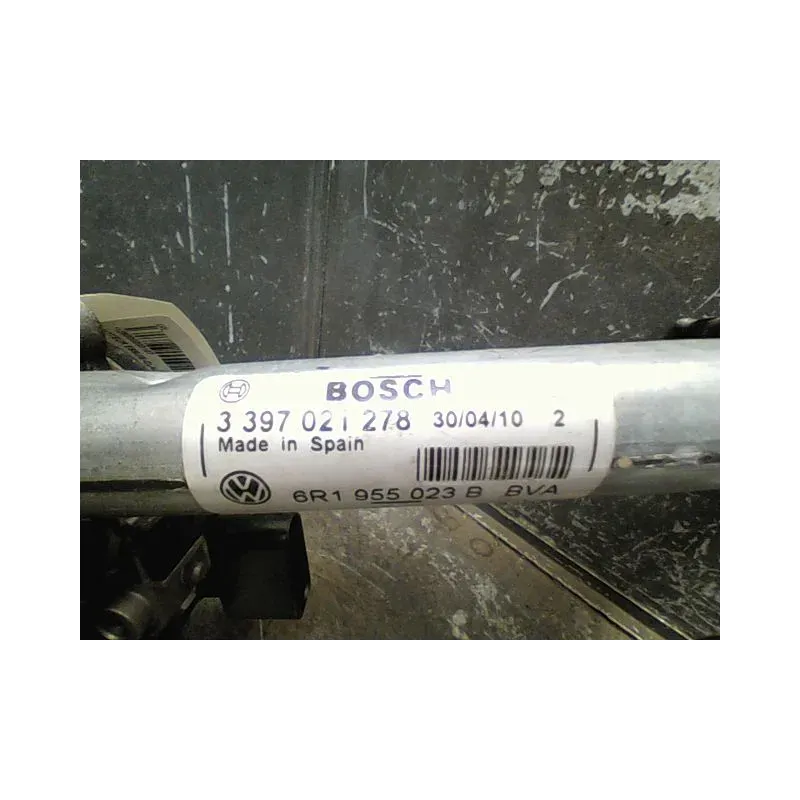 BOSCH
3 397 021 278 30/04/10 2
Made in Spain
6R1 955 023 B BVA